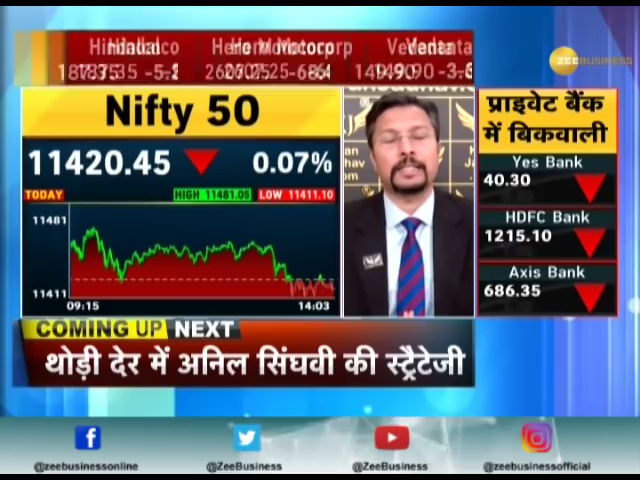 Vedanta
ZEEBUSINESS
Nifty 50
11420.45 0.07%
TODAY HIGH 11481.05 LOW 11411.10
11481
11411
09:15 14:03
प्राइवेट बैंक
में बिकवाली
Yes Bank
40.30
HDFC Bank
1215.10
Axis Bank
686.35
COMING UP NEXT
थोड़ी देर में अनिल सिंघवी की स्ट्रैटेजी
@zeebusinessonline @ZeeBusiness @ZeeBusiness @zeebusinessofficial